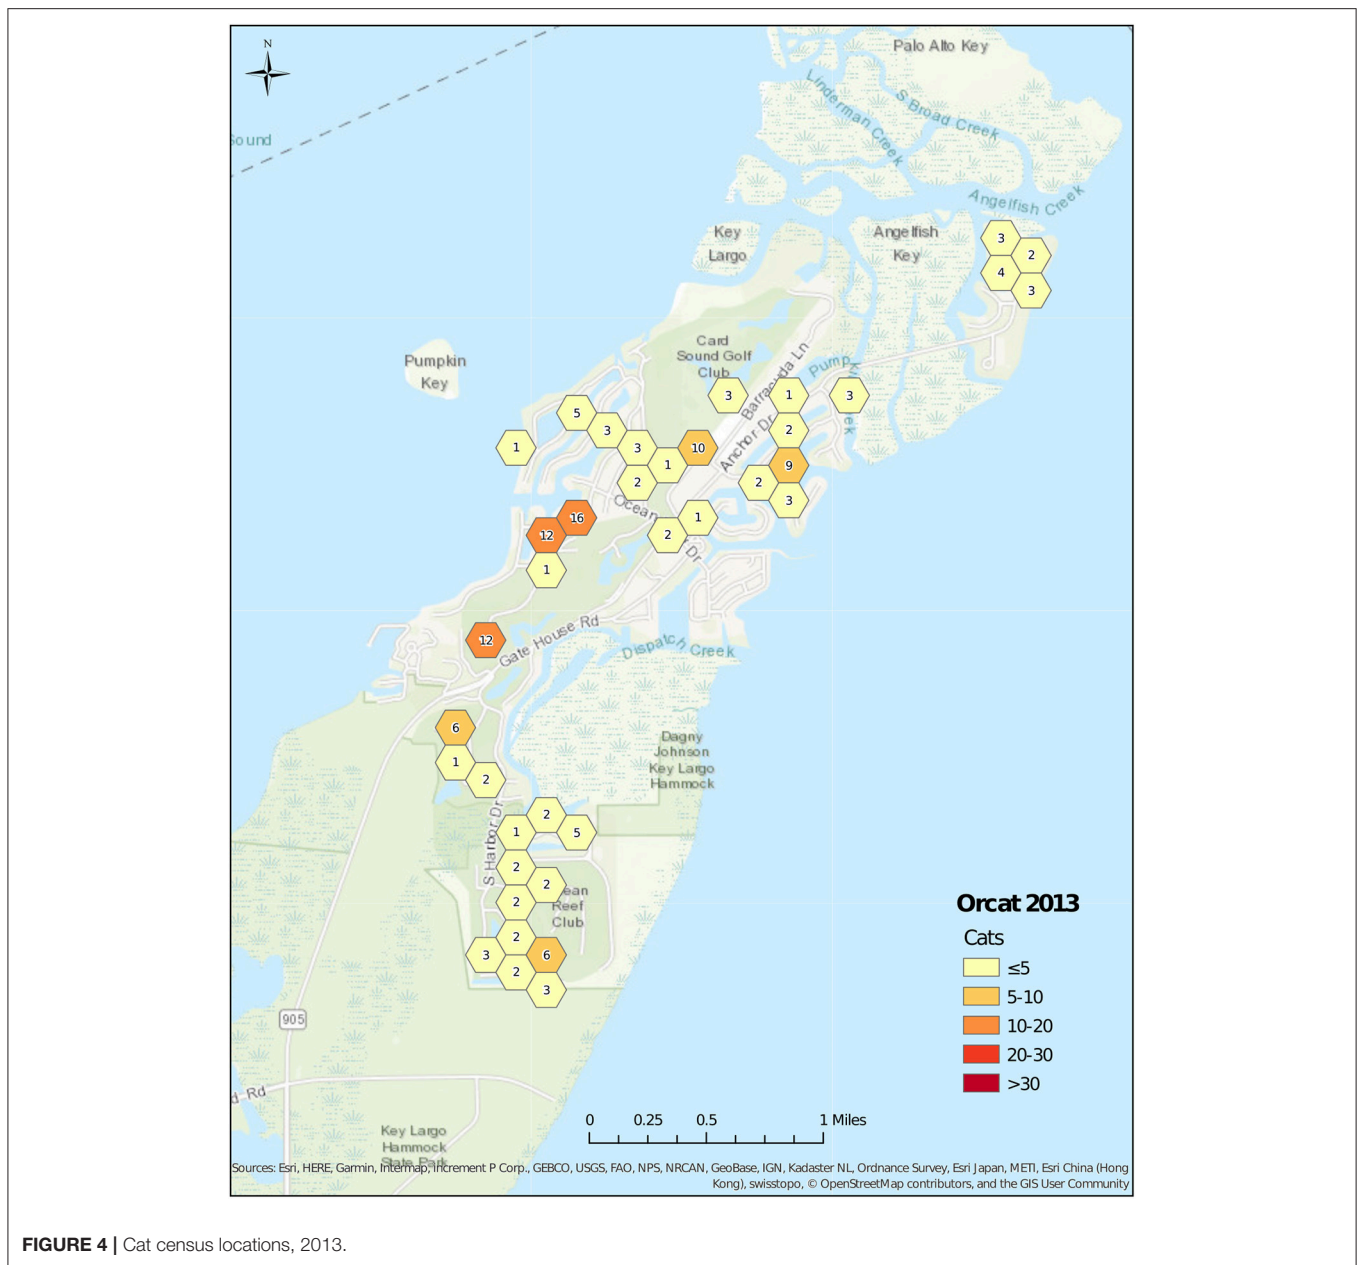 N
Palo Alto Key
Linderman Creek
S Broad Creek
Sound
Angelfish Creek
Key
Largo
Angelfish
Key
3
2
4
3
Card
Sound Golf
Club
Pumpkin
Key
Barracuda Ln
Anchor Dr
3
1
3
5
3
2
1
3
10
1
9
2
2
3
Ocean
Dr
16
1
12
2
1
12
Gate House Rd
Dispatch Creek
6
Dagny
Johnson
Key Largo
Hammock
1
2
S Harbor Dr
2
1
5
2
2
Reef
Club
2
2
3
6
2
3
Orcat 2013
Cats
≤5
5-10
10-20
20-30
>30
905
Rd
0 0.25 0.5 1 Miles
Key Largo
Hammock
State Park
Sources: Esri, HERE, Garmin, Intermap, increment P Corp., GEBCO, USGS, FAO, NPS, NRCAN, GeoBase, IGN, Kadaster NL, Ordnance Survey, Esri Japan, METI, Esri China (Hong
Kong), swisstopo, © OpenStreetMap contributors, and the GIS User Community
FIGURE 4 | Cat census locations, 2013.